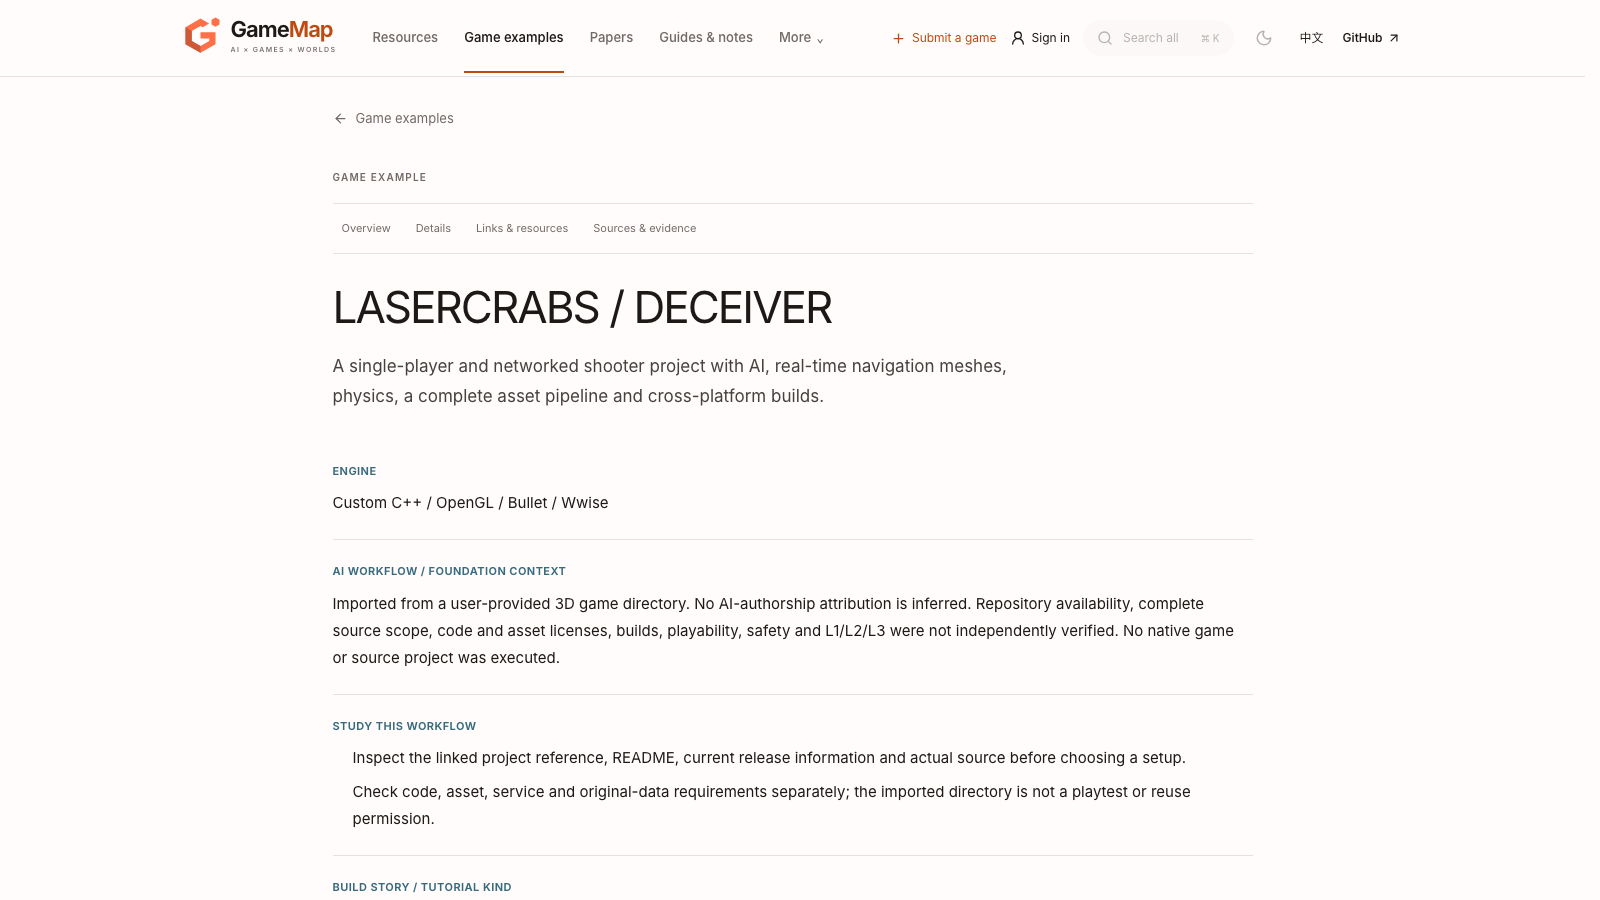 GameMap
AI × GAMES × WORLDS
Resources
Game examples
Papers
Guides & notes
More
Submit a game
Sign in
Search all
⌘ K
中文
GitHub ↗
← Game examples
GAME EXAMPLE
Overview
Details
Links & resources
Sources & evidence
LASERCRABS / DECEIVER
A single-player and networked shooter project with AI, real-time navigation meshes,
physics, a complete asset pipeline and cross-platform builds.
ENGINE
Custom C++ / OpenGL / Bullet / Wwise
AI WORKFLOW / FOUNDATION CONTEXT
Imported from a user-provided 3D game directory. No AI-authorship attribution is inferred. Repository availability, complete
source scope, code and asset licenses, builds, playability, safety and L1/L2/L3 were not independently verified. No native game
or source project was executed.
STUDY THIS WORKFLOW
Inspect the linked project reference, README, current release information and actual source before choosing a setup.
Check code, asset, service and original-data requirements separately; the imported directory is not a playtest or reuse
permission.
BUILD STORY / TUTORIAL KIND